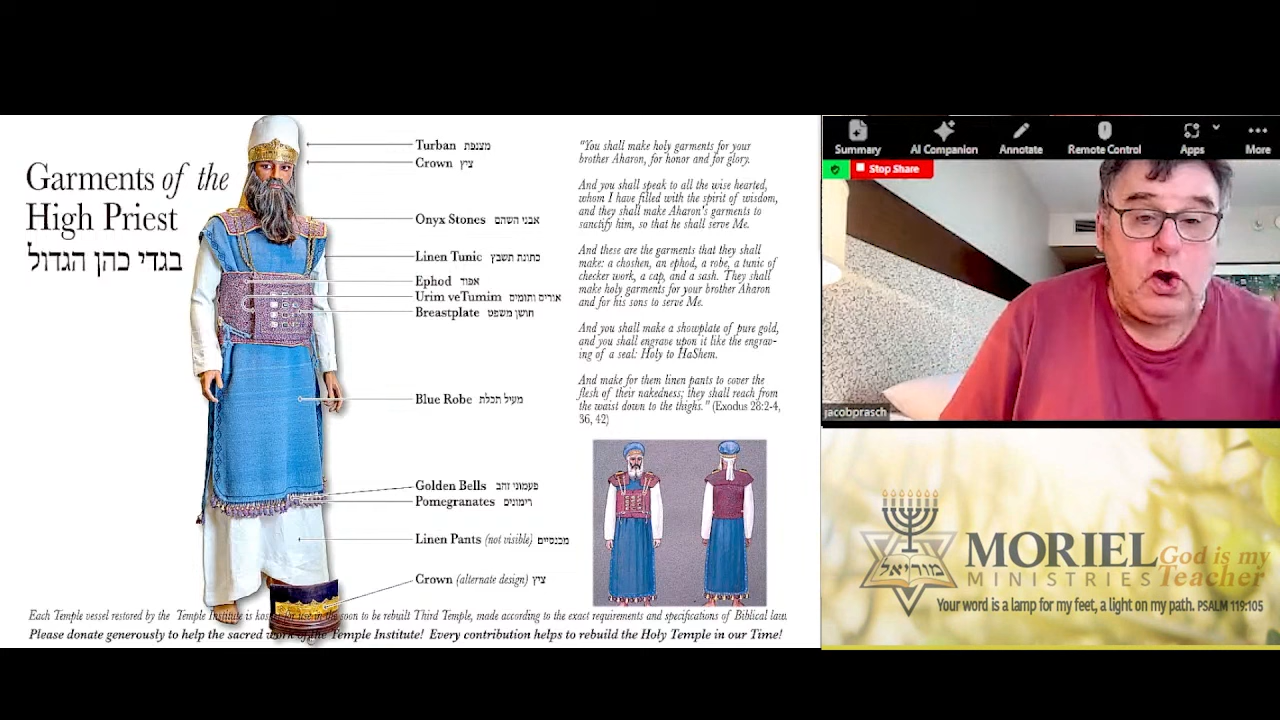 Garments of the
High Priest
בגדי כהן הגדול
Turban מצנפת
Crown ציץ
Onyx Stones אבני השהם
Linen Tunic כתונת תשבץ
Ephod אפוד
Urim veTumim אורים ותומים
Breastplate חושן משפט
Blue Robe מעיל תכלת
Golden Bells פעמוני זהב
Pomegranates רימונים
Linen Pants (not visible) מכנסיים
Crown (alternate design) ציץ
"You shall make holy garments for your
brother Aharon, for honor and for glory.
And you shall speak to all the wise hearted,
whom I have filled with the spirit of wisdom,
and they shall make Aharon's garments to
sanctify him, so that he shall serve Me.
And these are the garments that they shall
make: a choshen, an ephod, a robe, a tunic of
checker work, a cap, and a sash. They shall
make holy garments for your brother Aharon
and for his sons to serve Me.
And you shall make a showplate of pure gold,
and you shall engrave upon it like the engrav-
ing of a seal: Holy to HaShem.
And make for them linen pants to cover the
flesh of their nakedness; they shall reach from
the waist down to the thighs." (Exodus 28:2-4,
36, 42)
Each Temple vessel restored by the Temple Institute is soon to be rebuilt Third Temple, made according to the exact requirements and specifications of Biblical law.
Please donate generously to help the sacred work of the Temple Institute! Every contribution helps to rebuild the Holy Temple in our Time!
Summary
AI Companion
Annotate
Remote Control
Apps
More
Stop Share
jacobprasch
מוריאל
MORIEL
MINISTRIES
God is my
Teacher
Your word is a lamp for my feet, a light on my path. PSALM 119:105